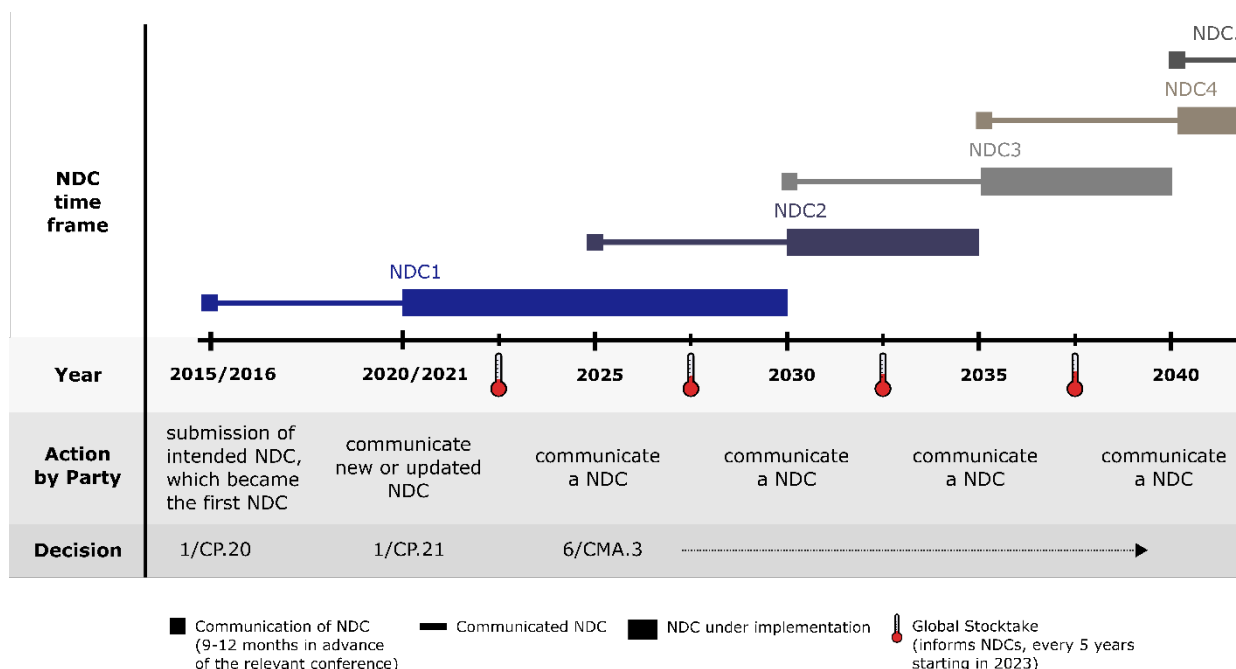 NDC.
NDC4
NDC3
NDC2
NDC1
NDC
time
frame
Year
2015/2016
2020/2021
2025
2030
2035
2040
Action
by Party
submission of
intended NDC,
which became
the first NDC
communicate
new or updated
NDC
communicate
a NDC
communicate
a NDC
communicate
a NDC
communicate
a NDC
Decision
1/CP.20
1/CP.21
6/CMA.3
Communication of NDC
(9-12 months in advance
of the relevant conference)
Communicated NDC
NDC under implementation
Global Stocktake
(informs NDCs, every 5 years
starting in 2023)